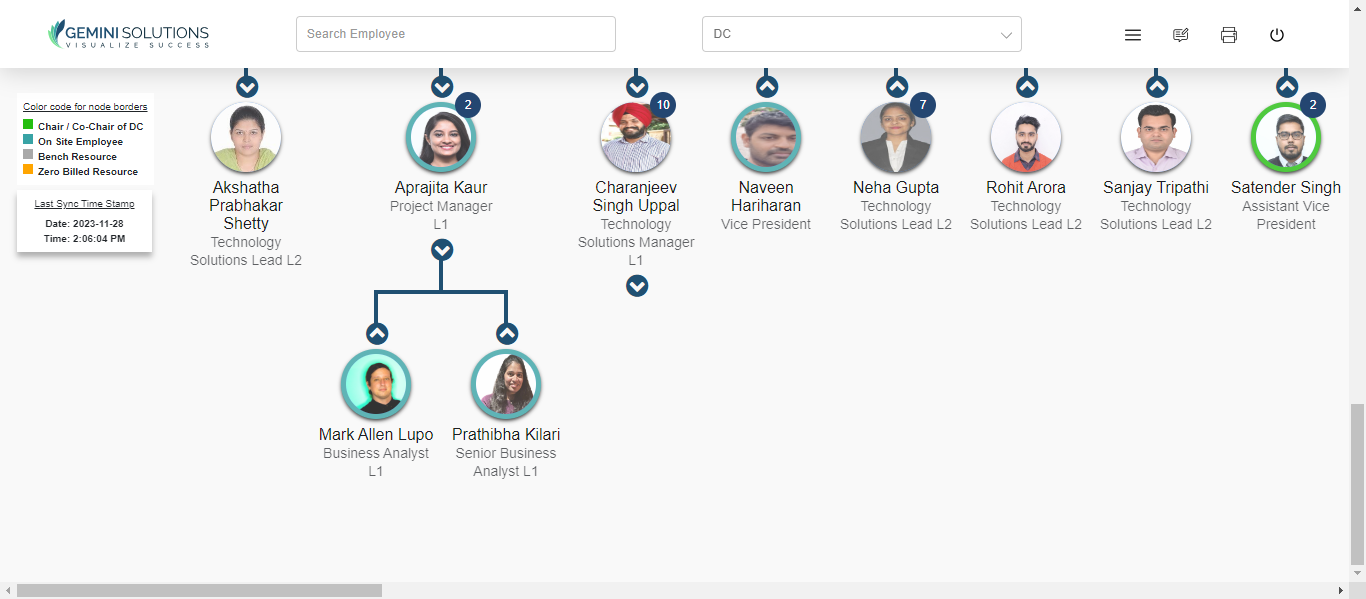 GEMINI SOLUTIONS
VISUALIZE SUCCESS
Search Employee
DC
Color code for node borders
Chair / Co-Chair of DC
On Site Employee
Bench Resource
Zero Billed Resource
Last Sync Time Stamp
Date: 2023-11-28
Time: 2:06:04 PM
Akshatha
Prabhakar
Shetty
Technology
Solutions Lead L2
2
Aprajita Kaur
Project Manager
L1
10
Charanjeev
Singh Uppal
Technology
Solutions Manager
L1
Naveen
Hariharan
Vice President
7
Neha Gupta
Technology
Solutions Lead L2
Rohit Arora
Technology
Solutions Lead L2
Sanjay Tripathi
Technology
Solutions Lead L2
2
Satender Singh
Assistant Vice
President
Mark Allen Lupo
Business Analyst
L1
Prathibha Kilari
Senior Business
Analyst L1